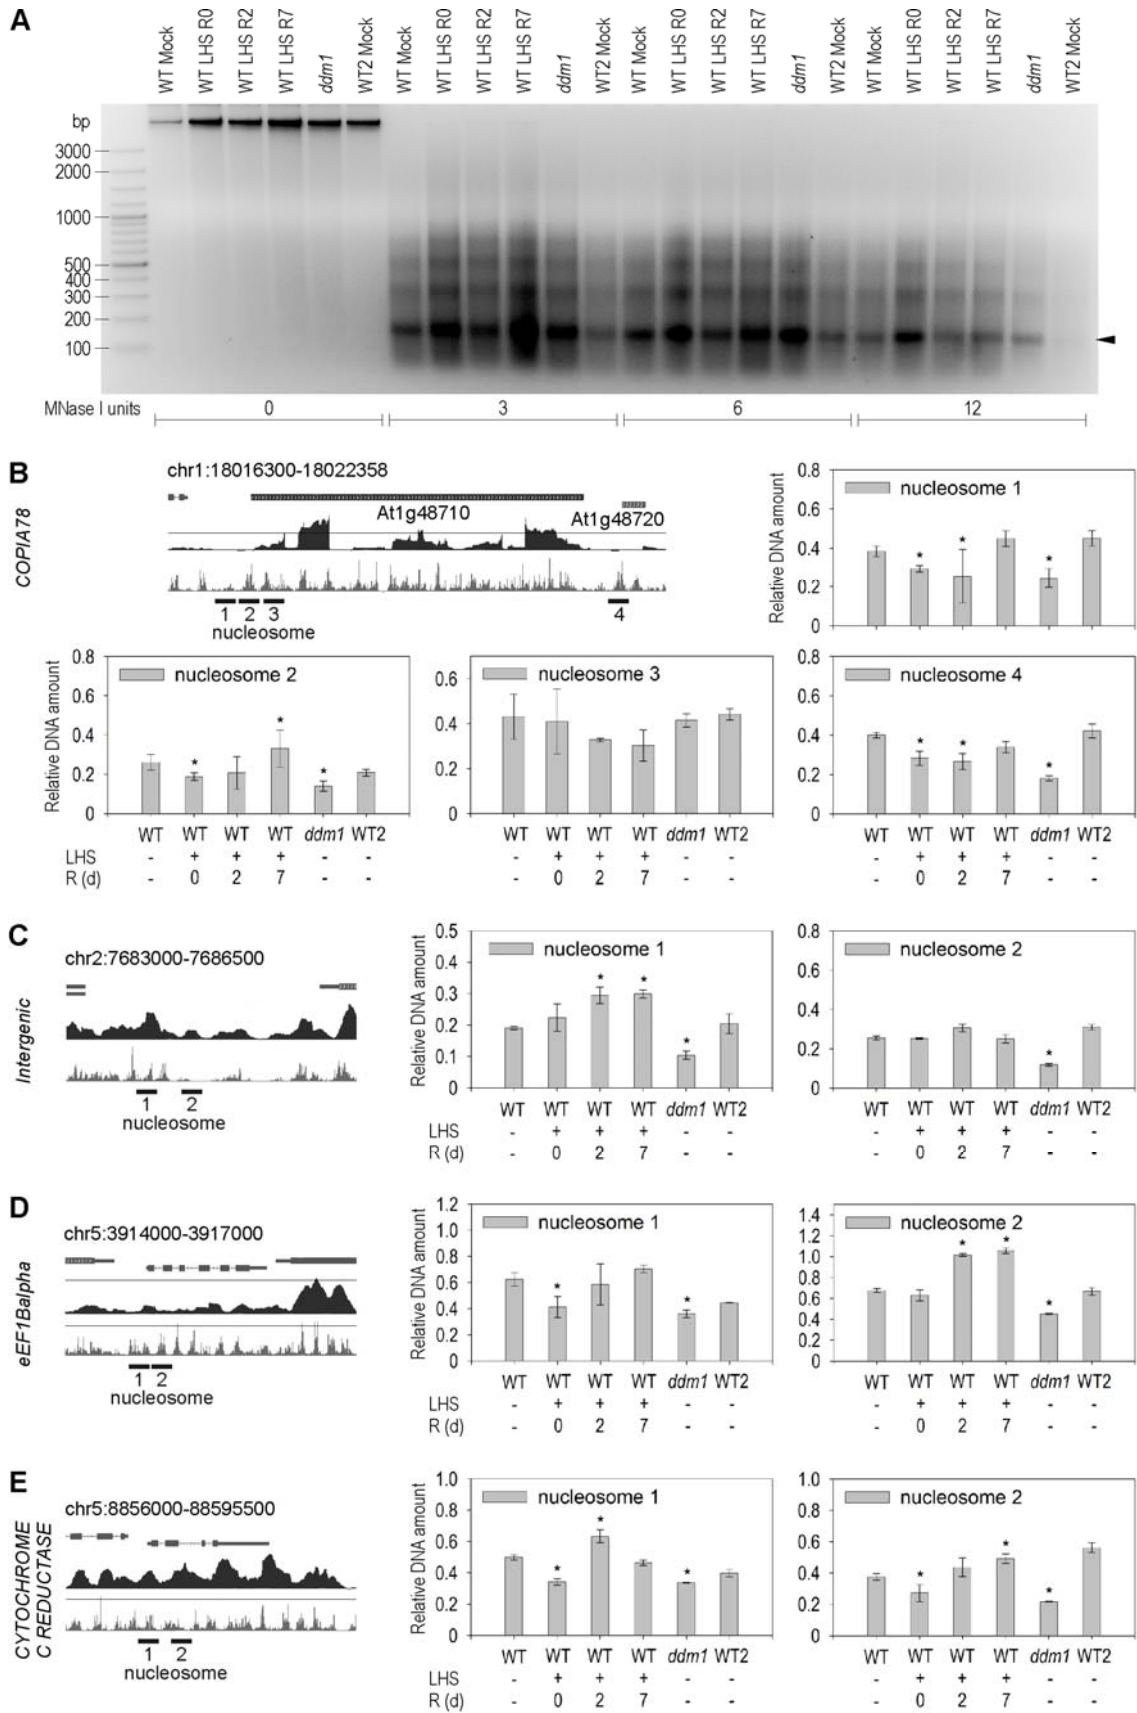 A
WT Mock
WT LHS R0
WT LHS R2
WT LHS R7
ddm1
WT2 Mock
WT Mock
WT LHS R0
WT LHS R2
WT LHS R7
ddm1
WT2 Mock
WT Mock
WT LHS R0
WT LHS R2
WT LHS R7
ddm1
WT2 Mock
WT Mock
WT LHS R0
WT LHS R2
WT LHS R7
ddm1
WT2 Mock
bp
3000
2000
1000
500
400
300
200
100
MNase I units 0 3 6 12
B
COPIA78
chr1:18016300-18022358
At1g48710
At1g48720
1 2 3 4
nucleosome
Relative DNA amount
0.8
0.6
0.4
0.2
0
nucleosome 1
* * *
Relative DNA amount
0.8
0.6
0.4
0.2
0
nucleosome 2
* * *
WT WT WT WT ddm1 WT2
LHS - + + + - -
R (d) - 0 2 7 - -
0.6
0.4
0.2
0
nucleosome 3
WT WT WT WT ddm1 WT2
- + + + - -
- 0 2 7 - -
0.8
0.6
0.4
0.2
0
nucleosome 4
* * *
WT WT WT WT ddm1 WT2
- + + + - -
- 0 2 7 - -
C
Intergenic
chr2:7683000-7686500
1 2
nucleosome
Relative DNA amount
0.5
0.4
0.3
0.2
0.1
0
nucleosome 1
* * *
WT WT WT WT ddm1 WT2
LHS - + + + - -
R (d) - 0 2 7 - -
0.8
0.6
0.4
0.2
0
nucleosome 2
*
WT WT WT WT ddm1 WT2
- + + + - -
- 0 2 7 - -
D
eEF1Balpha
chr5:3914000-3917000
1 2
nucleosome
Relative DNA amount
1.2
1.0
0.8
0.6
0.4
0.2
0
nucleosome 1
* *
WT WT WT WT ddm1 WT2
LHS - + + + - -
R (d) - 0 2 7 - -
1.4
1.2
1.0
0.8
0.6
0.4
0.2
0
nucleosome 2
* * *
WT WT WT WT ddm1 WT2
- + + + - -
- 0 2 7 - -
E
CYTOCHROME
C REDUCTASE
chr5:8856000-88595500
1 2
nucleosome
Relative DNA amount
1.0
0.8
0.6
0.4
0.2
0
nucleosome 1
* * *
WT WT WT WT ddm1 WT2
LHS - + + + - -
R (d) - 0 2 7 - -
1.0
0.8
0.6
0.4
0.2
0
nucleosome 2
* * *
WT WT WT WT ddm1 WT2
- + + + - -
- 0 2 7 - -